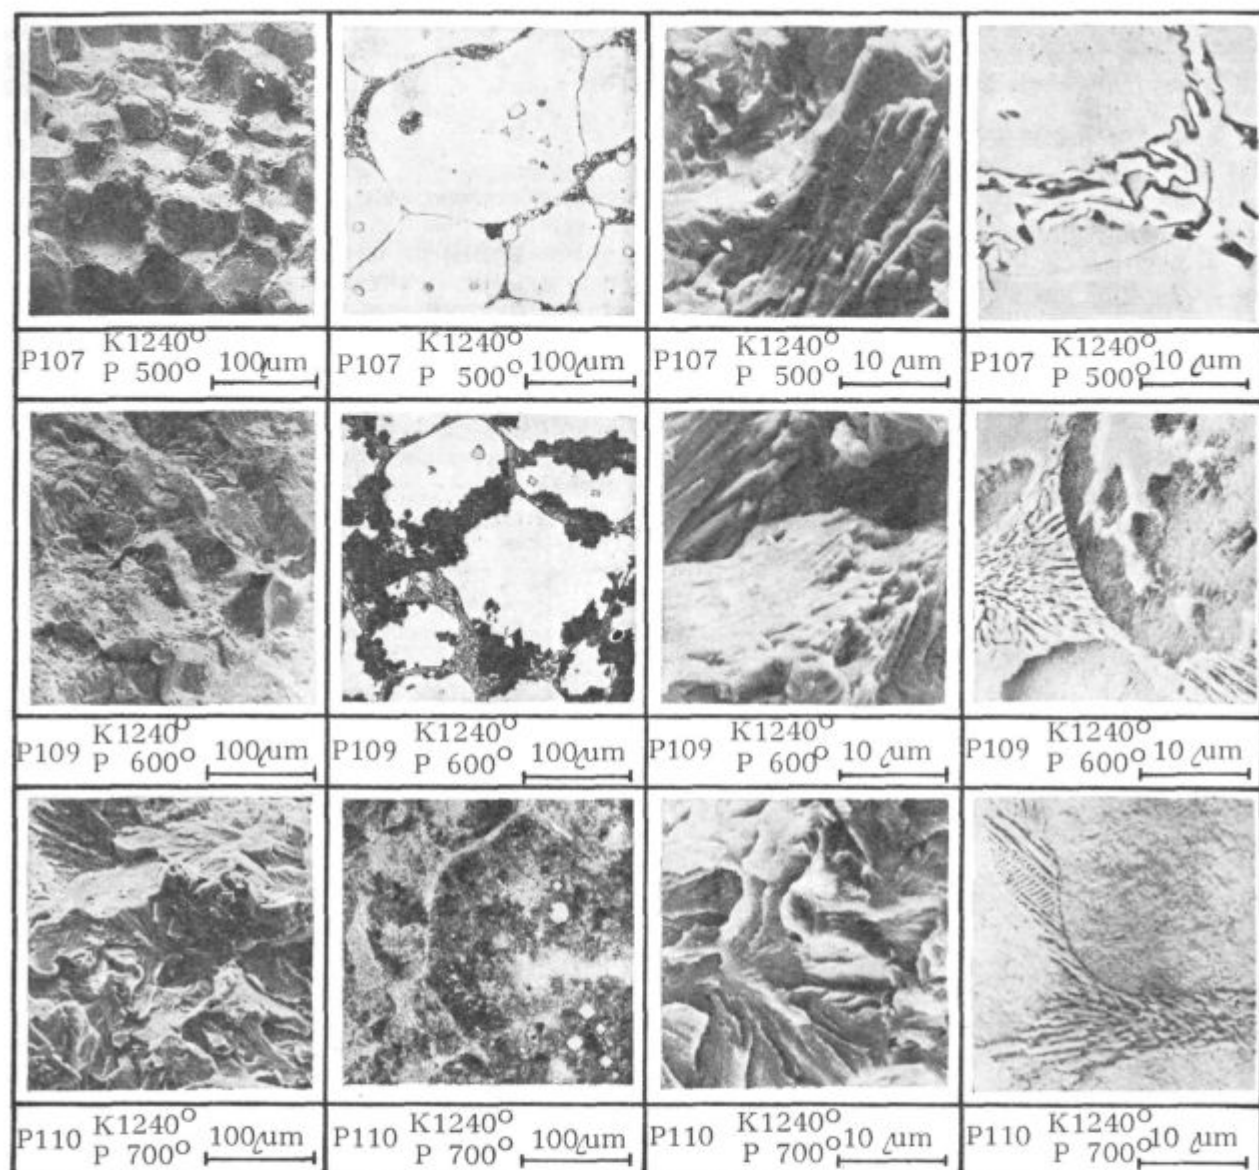 P107 K1240° P 500° 100µm
P107 K1240° P 500° 100µm
P107 K1240° P 500° 10 µm
P107 K1240° P 500° 10 µm
P109 K1240° P 600° 100µm
P109 K1240° P 600° 100µm
P109 K1240° P 600° 10 µm
P109 K1240° P 600° 10 µm
P110 K1240° P 700° 100µm
P110 K1240° P 700° 100µm
P110 K1240° P 700° 10 µm
P110 K1240° P 700° 10 µm